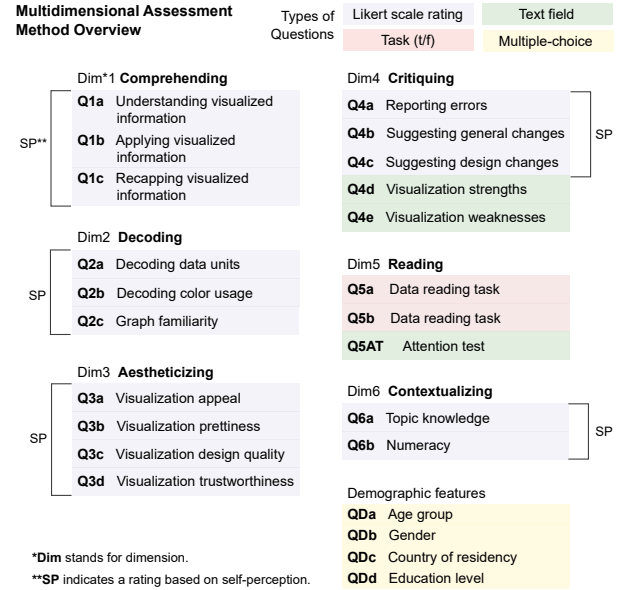 Multidimensional Assessment
Method Overview
Types of
Questions
Likert scale rating
Text field
Task (t/f)
Multiple-choice
Dim*1 Comprehending
SP**
Q1a Understanding visualized
information
Q1b Applying visualized
information
Q1c Recapping visualized
information
Dim2 Decoding
SP
Q2a Decoding data units
Q2b Decoding color usage
Q2c Graph familiarity
Dim3 Aestheticizing
SP
Q3a Visualization appeal
Q3b Visualization prettiness
Q3c Visualization design quality
Q3d Visualization trustworthiness
*Dim stands for dimension.
**SP indicates a rating based on self-perception.
Dim4 Critiquing
Q4a Reporting errors
Q4b Suggesting general changes
Q4c Suggesting design changes
SP
Q4d Visualization strengths
Q4e Visualization weaknesses
Dim5 Reading
Q5a Data reading task
Q5b Data reading task
Q5AT Attention test
Dim6 Contextualizing
Q6a Topic knowledge
Q6b Numeracy
SP
Demographic features
QDa Age group
QDb Gender
QDc Country of residency
QDd Education level